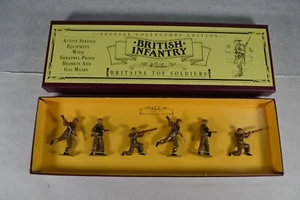 SPECIAL COLLECTORS EDITION
ACTIVE SERVICE
EQUIPMENT
WITH
SHRAPNEL PROOF
HELMETS AND
GAS MASKS
BRITISH
INFANTRY
BRITAINS TOY SOLDIERS